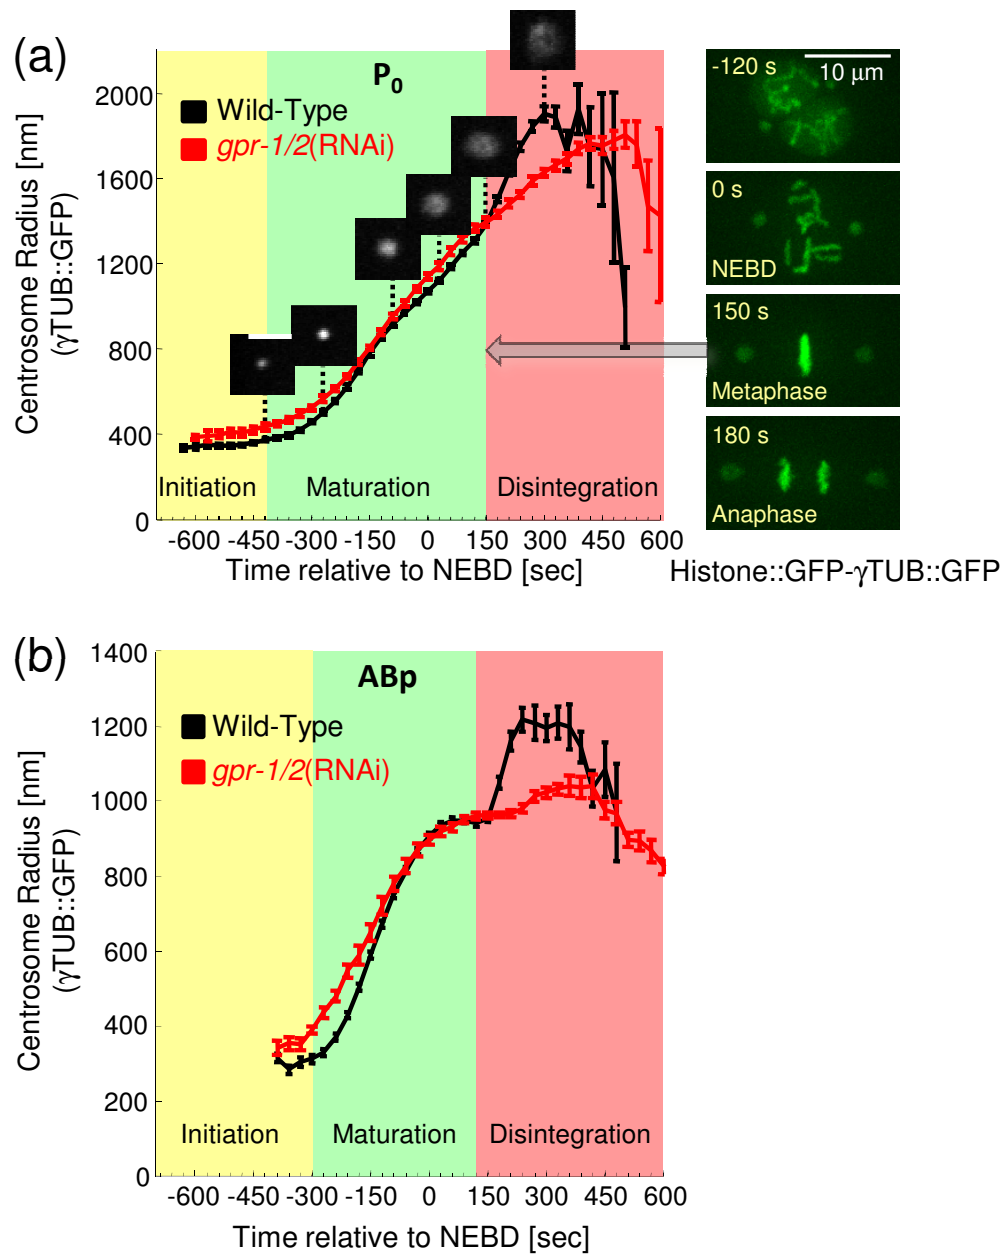 (a)
P0
Wild-Type
gpr-1/2(RNAi)
Centrosome Radius [nm]
(γTUB::GFP)
2000
1600
1200
800
400
0
Initiation
Maturation
Disintegration
-600 -450 -300 -150 0 150 300 450 600
Time relative to NEBD [sec]
-120 s
10 μm
0 s
NEBD
150 s
Metaphase
180 s
Anaphase
Histone::GFP-γTUB::GFP
(b)
ABp
Wild-Type
gpr-1/2(RNAi)
Centrosome Radius [nm]
(γTUB::GFP)
1400
1200
1000
800
600
400
200
0
Initiation
Maturation
Disintegration
-600 -450 -300 -150 0 150 300 450 600
Time relative to NEBD [sec]